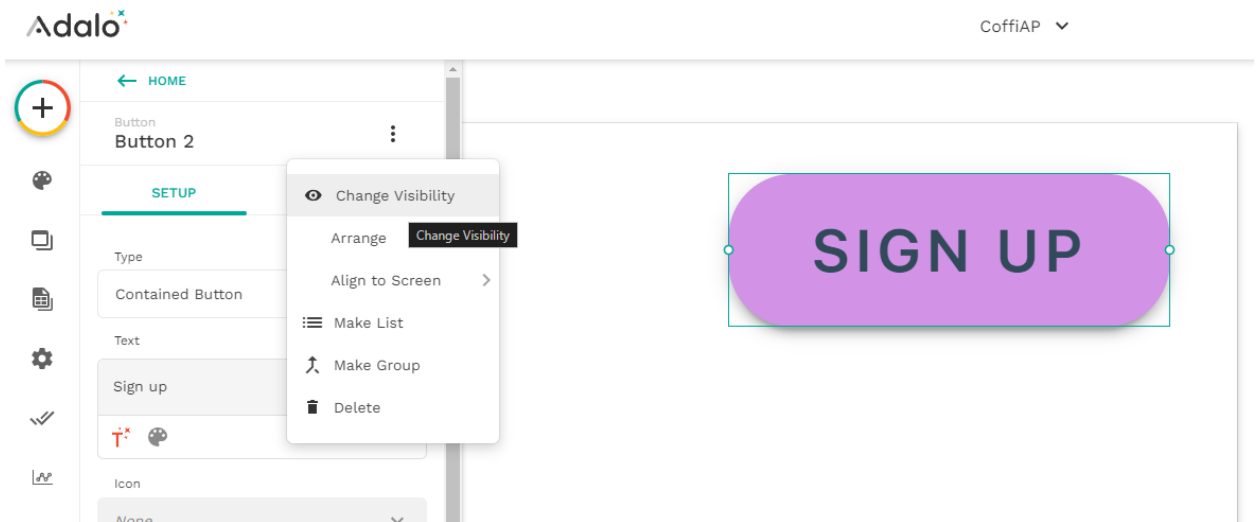 Adalo
CoffiAP
HOME
Button
Button 2
SETUP
Change Visibility
Arrange
Change Visibility
Align to Screen
Type
Contained Button
Make List
Text
Make Group
Sign up
Delete
T
Icon
None
SIGN UP